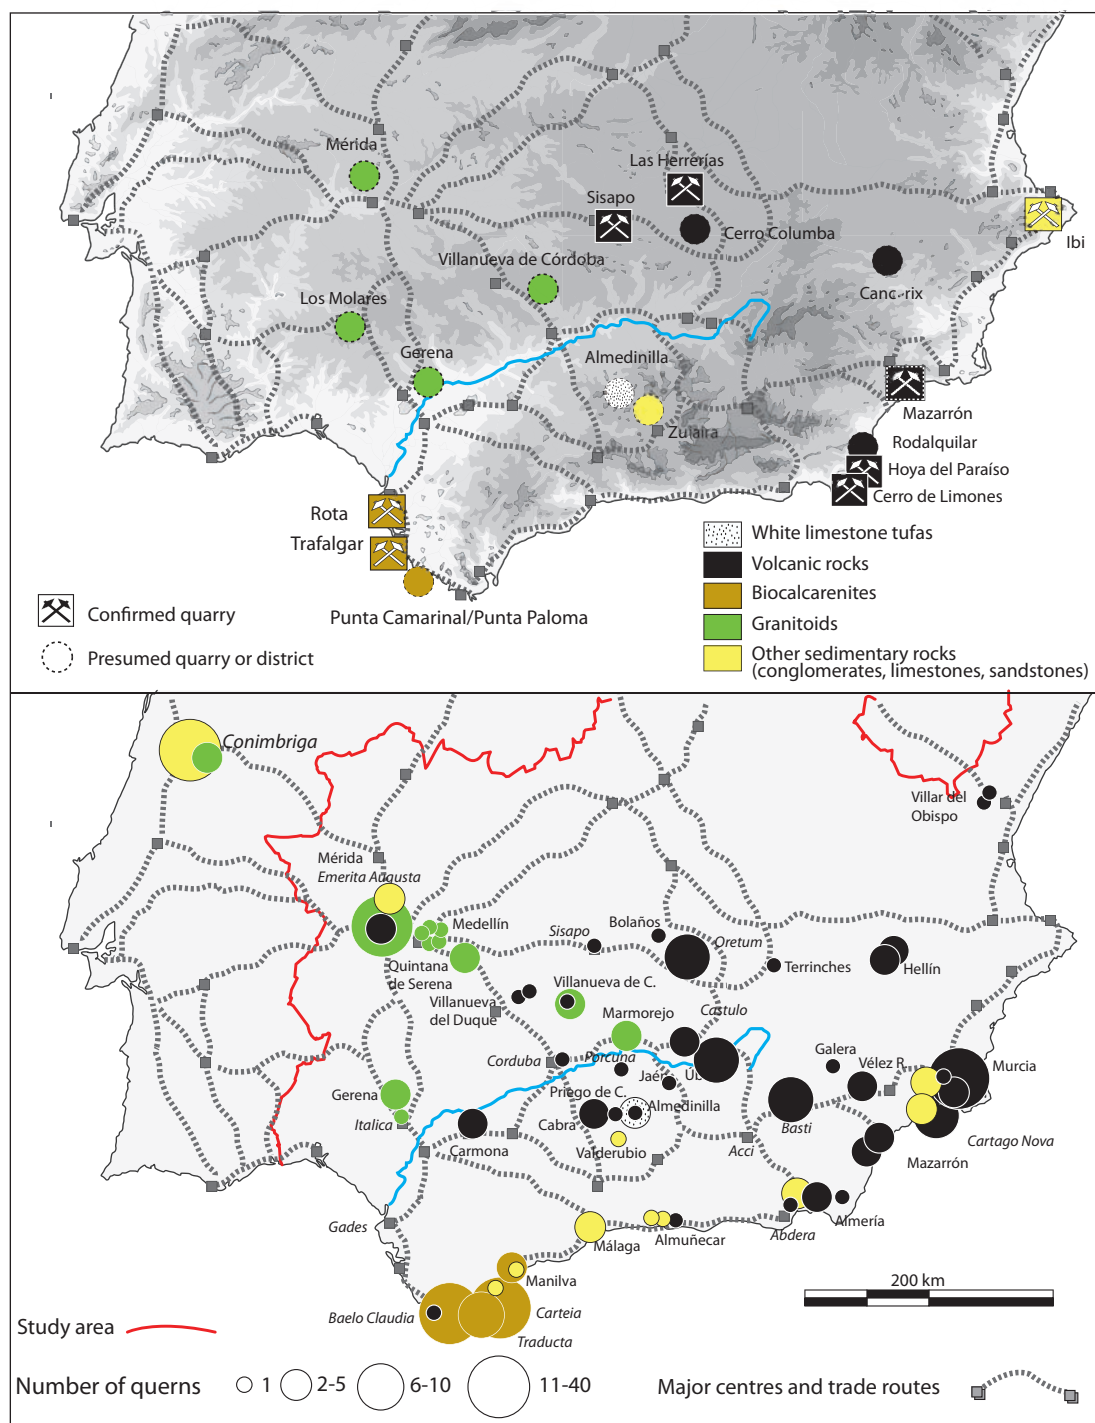 Mérida
Las Herrerías
Sisapo
Cerro Columba
Ibi
Villanueva de Córdoba
Los Molares
Gerena
Almedinilla
Zujaira
Mazarrón
Rodalquilar
Hoya del Paraíso
Cerro de Limones
Rota
Trafalgar
Punta Camarinal/Punta Paloma
Confirmed quarry
Presumed quarry or district
White limestone tufas
Volcanic rocks
Biocalcarenites
Granitoids
Other sedimentary rocks
(conglomerates, limestones, sandstones)
Conimbriga
Villar del
Obispo
Mérida
Emerita Augusta
Medellín
Bolaños
Sisapo
Oretum
Terrinches
Hellín
Quintana
de Serena
Villanueva
del Duque
Villanueva de C.
Marmorejo
Castulo
Corduba
Porcuna
Jaén
Galera
Vélez R.
Murcia
Gerena
Italica
Priego de C.
Almedinilla
Cabra
Carmona
Valderubio
Basti
Acci
Cartago Nova
Mazarrón
Gades
Málaga
Almuñecar
Abdera
Almería
Manilva
Baelo Claudia
Carteia
Traducta
200 km
Study area
Number of querns
1
2-5
6-10
11-40
Major centres and trade routes